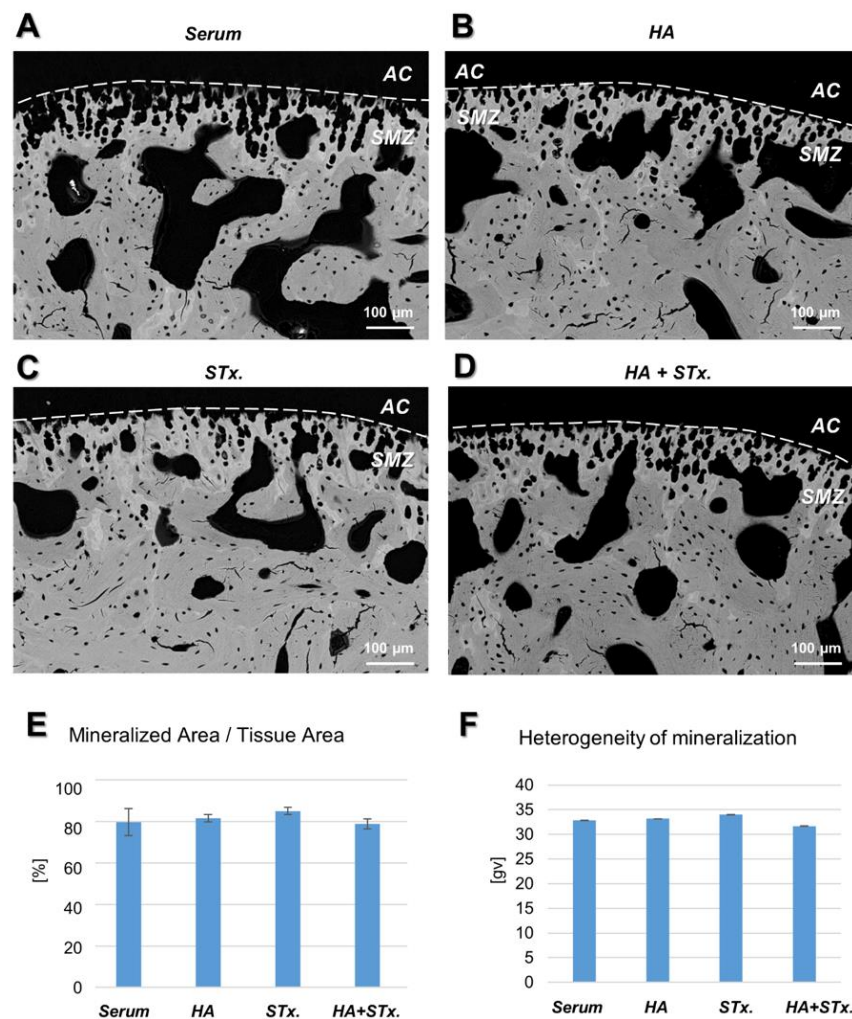 A
Serum
AC
SMZ
100 µm
B
HA
AC
AC
SMZ
SMZ
100 µm
C
STx.
AC
SMZ
100 µm
D
HA + STx.
AC
SMZ
100 µm
E
Mineralized Area / Tissue Area
100
80
60
40
20
0
[%]
Serum HA STx. HA+STx.
F
Heterogeneity of mineralization
40
35
30
25
20
15
10
5
0
[gv]
Serum HA STx. HA+STx.